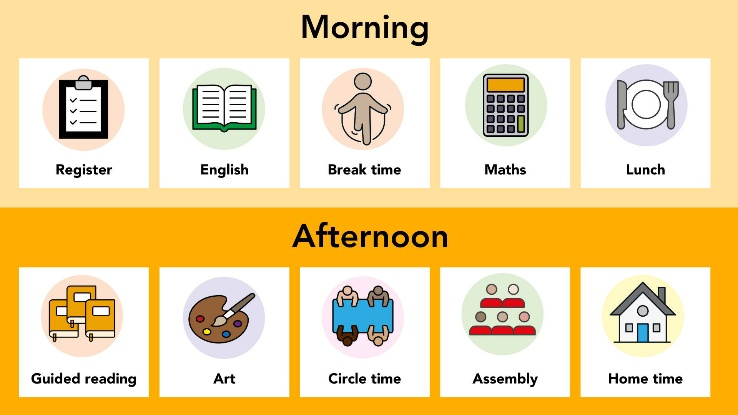 Morning
Register
English
Break time
Maths
Lunch
Afternoon
Guided reading
Art
Circle time
Assembly
Home time